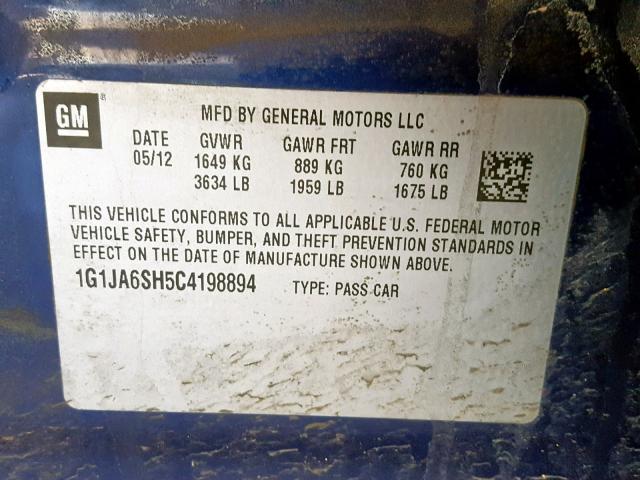 GM ®
MFD BY GENERAL MOTORS LLC
DATE GVWR GAWR FRT GAWR RR
05/12 1649 KG 889 KG 760 KG
3634 LB 1959 LB 1675 LB
THIS VEHICLE CONFORMS TO ALL APPLICABLE U.S. FEDERAL MOTOR
VEHICLE SAFETY, BUMPER, AND THEFT PREVENTION STANDARDS IN
EFFECT ON THE DATE OF MANUFACTURE SHOWN ABOVE.
1G1JA6SH5C4198894 TYPE: PASS CAR